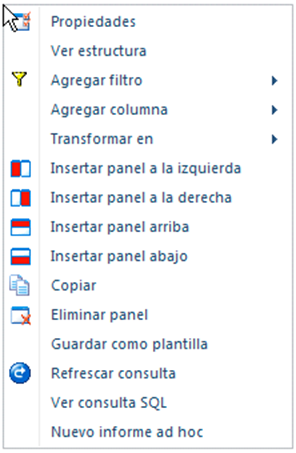 Propiedades
Ver estructura
Agregar filtro
Agregar columna
Transformar en
Insertar panel a la izquierda
Insertar panel a la derecha
Insertar panel arriba
Insertar panel abajo
Copiar
Eliminar panel
Guardar como plantilla
Refrescar consulta
Ver consulta SQL
Nuevo informe ad hoc